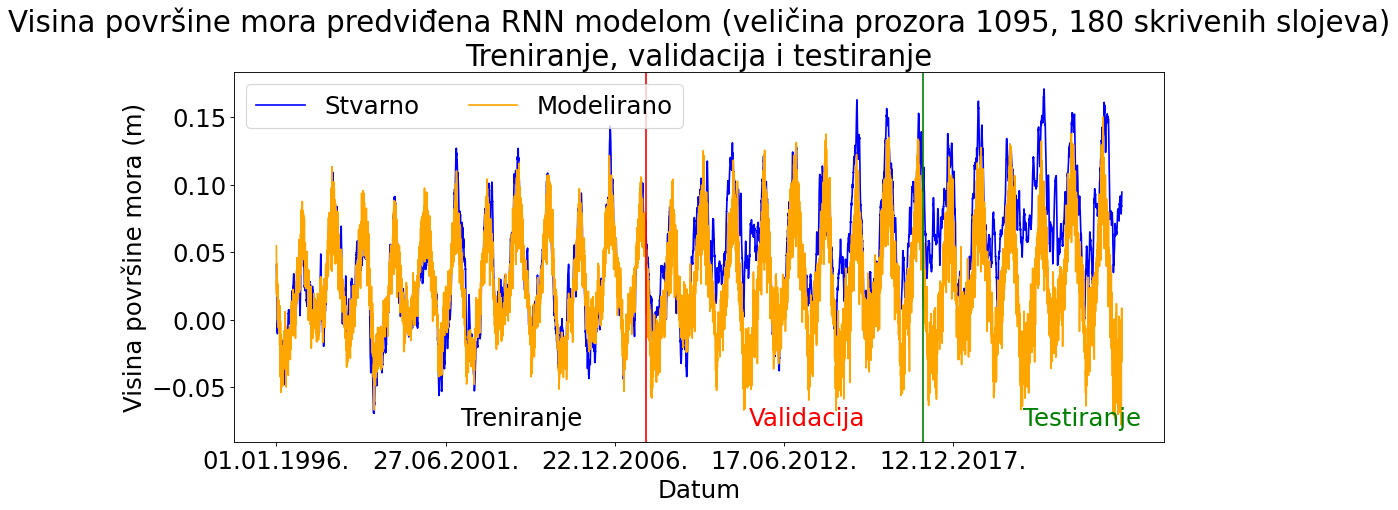 Visina površine mora predviđena RNN modelom (veličina prozora 1095, 180 skrivenih slojeva)
Treniranje, validacija i testiranje
Stvarno
Modelirano
Visina površine mora (m)
0.15
0.10
0.05
0.00
−0.05
Treniranje
Validacija
Testiranje
01.01.1996.
27.06.2001.
22.12.2006.
17.06.2012.
12.12.2017.
Datum